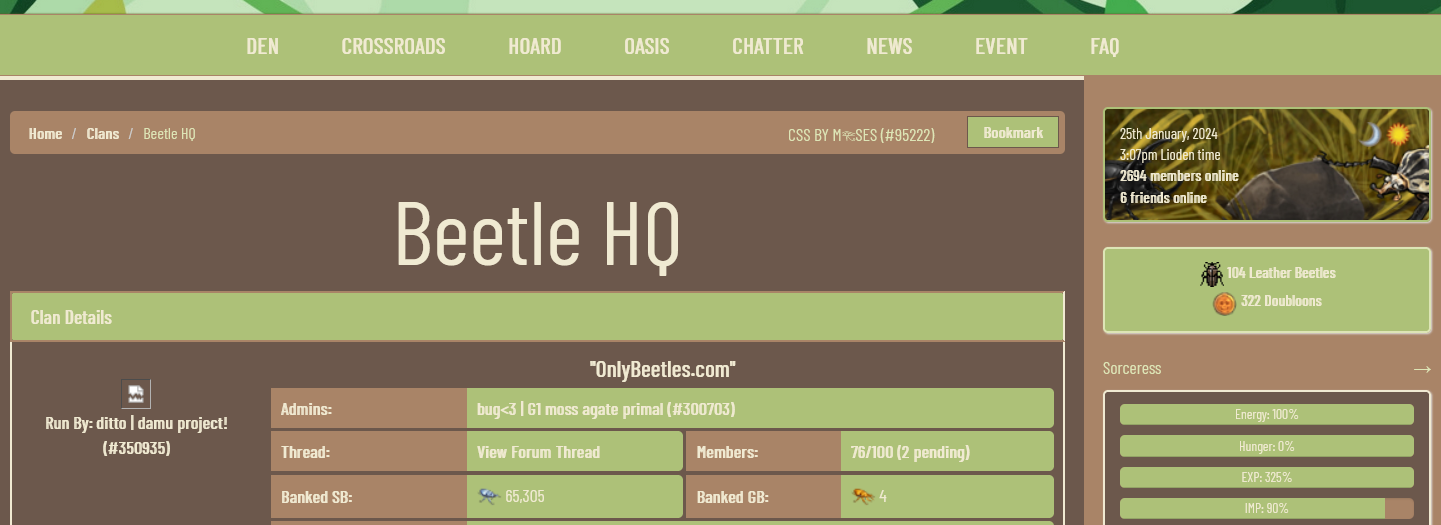 DEN CROSSROADS HOARD OASIS CHATTER NEWS EVENT FAQ
Home / Clans / Beetle HQ
CSS BY M𓂀SES (#95222)
Bookmark
Beetle HQ
Clan Details
"OnlyBeetles.com"
Run By: ditto | damu project!
(#350935)
Admins: bug<3 | G1 moss agate primal (#300703)
Thread: View Forum Thread Members: 76/100 (2 pending)
Banked SB: 65,305 Banked GB: 4
25th January, 2024
3:07pm Lioden time
2694 members online
6 friends online
104 Leather Beetles
322 Doubloons
Sorceress →
Energy: 100%
Hunger: 0%
EXP: 325%
IMP: 90%